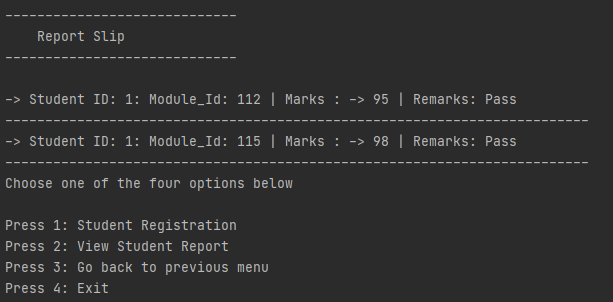 -----------------------------
    Report Slip
-----------------------------

-> Student ID: 1: Module_Id: 112 | Marks : -> 95 | Remarks: Pass
-------------------------------------------------------------------------
-> Student ID: 1: Module_Id: 115 | Marks : -> 98 | Remarks: Pass
-------------------------------------------------------------------------
Choose one of the four options below

Press 1: Student Registration
Press 2: View Student Report
Press 3: Go back to previous menu
Press 4: Exit